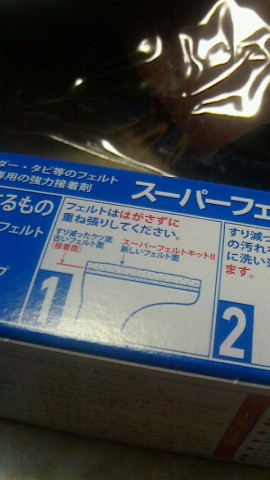 ダー・タビ等のフェルト
専用の強力接着剤
スーパーフェ
るもの
フェルト
フェルトははがさずに
重ね張りしてください。
すり減ったクツ底
古いフェルト面
(接着面)
スーパーフェルトキットII
新しいフェルト面
1
すり減っ
の汚れ
に洗い
ます。
2